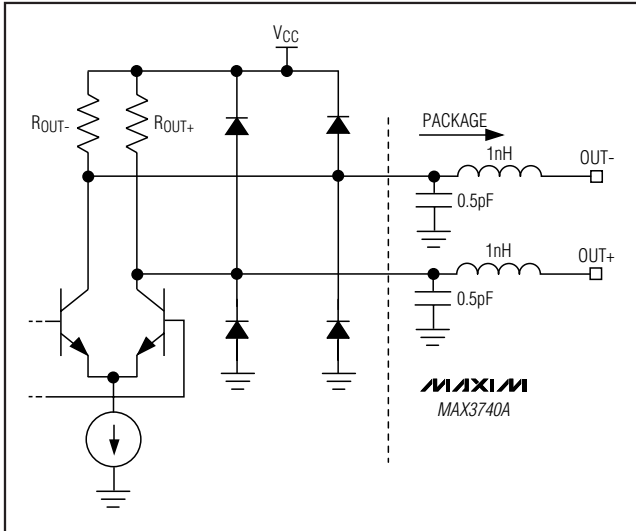 VCC
ROUT-
ROUT+
PACKAGE
1nH
OUT-
0.5pF
1nH
OUT+
0.5pF
MAXIM
MAX3740A